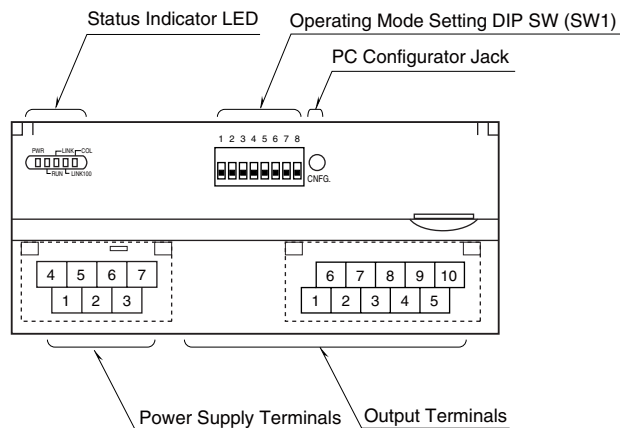 Status Indicator LED
Operating Mode Setting DIP SW (SW1)
PC Configurator Jack
1 2 3 4 5 6 7 8
PWR LINK COL
RUN LINK100
CNFG.
4 5 6 7
1 2 3
6 7 8 9 10
1 2 3 4 5
Power Supply Terminals
Output Terminals